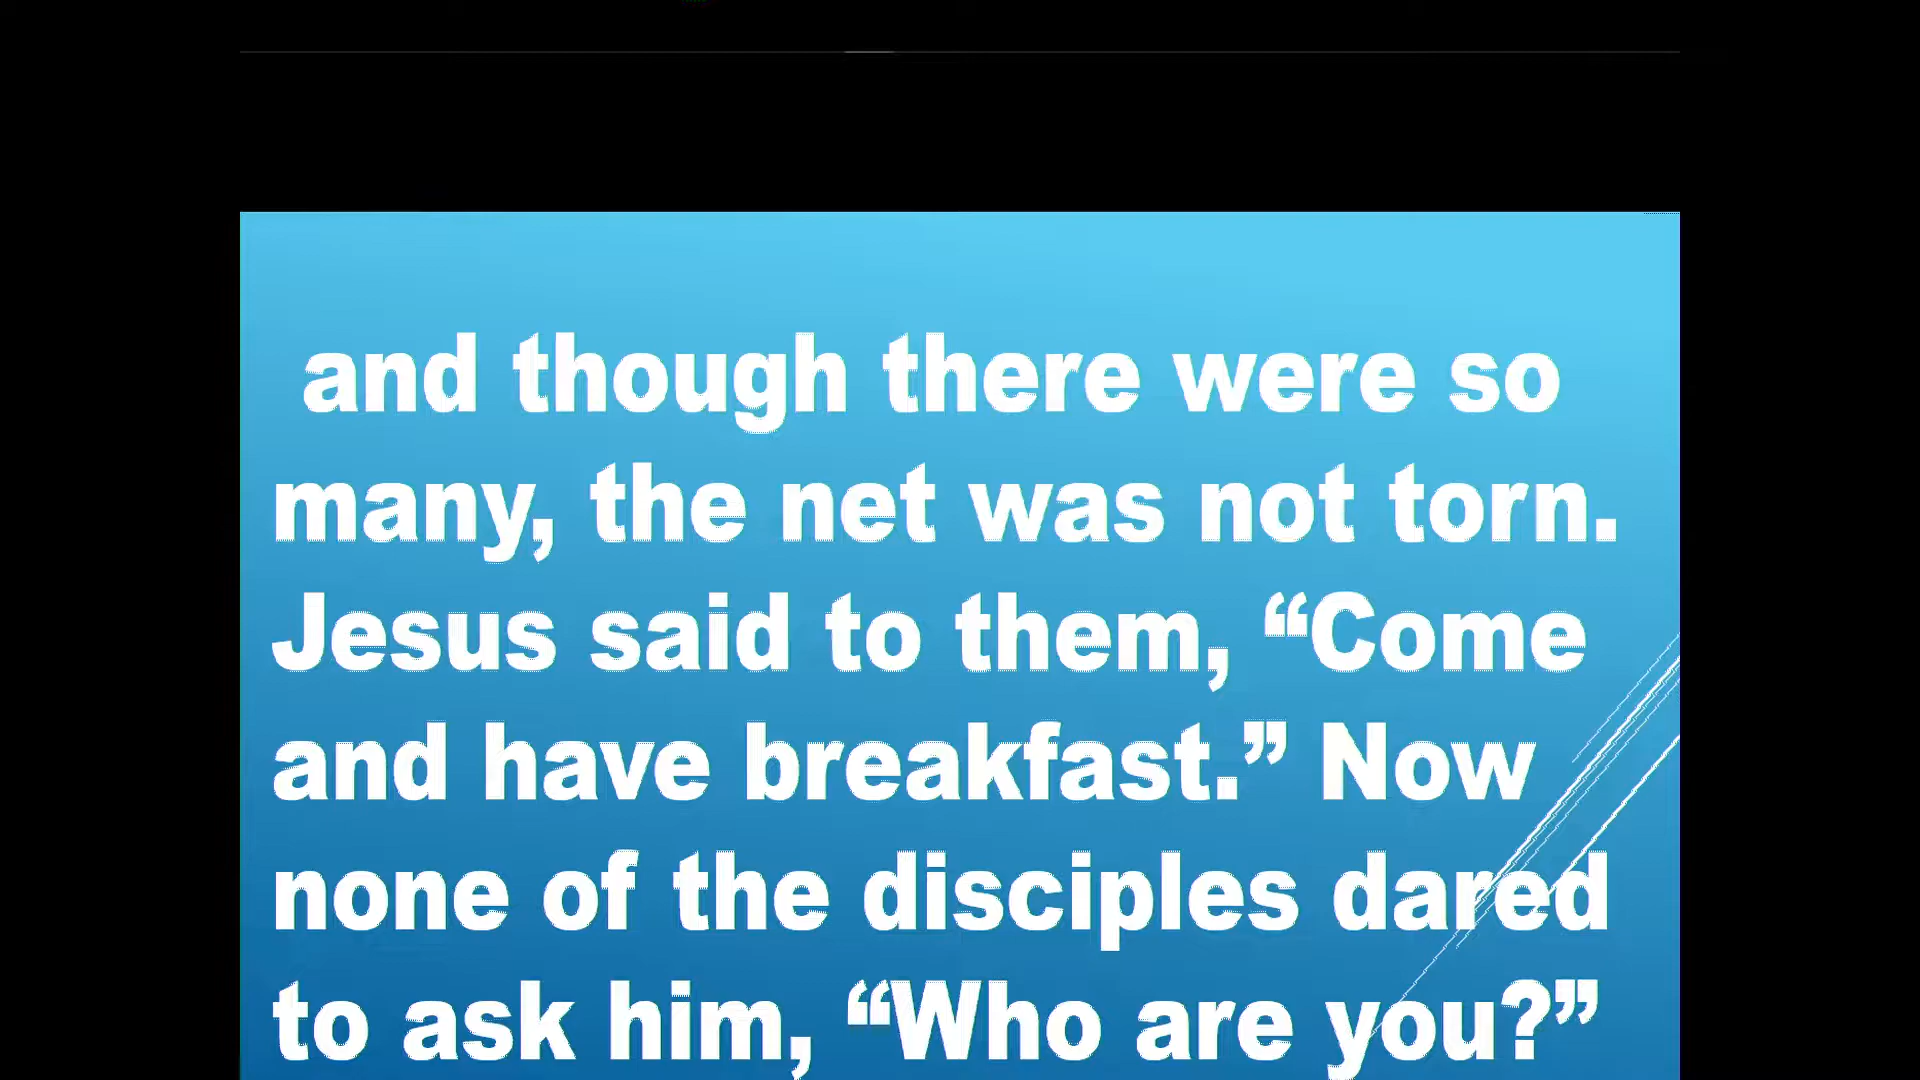 and though there were so
many, the net was not torn.
Jesus said to them, “Come
and have breakfast.” Now
none of the disciples dared
to ask him, “Who are you?”